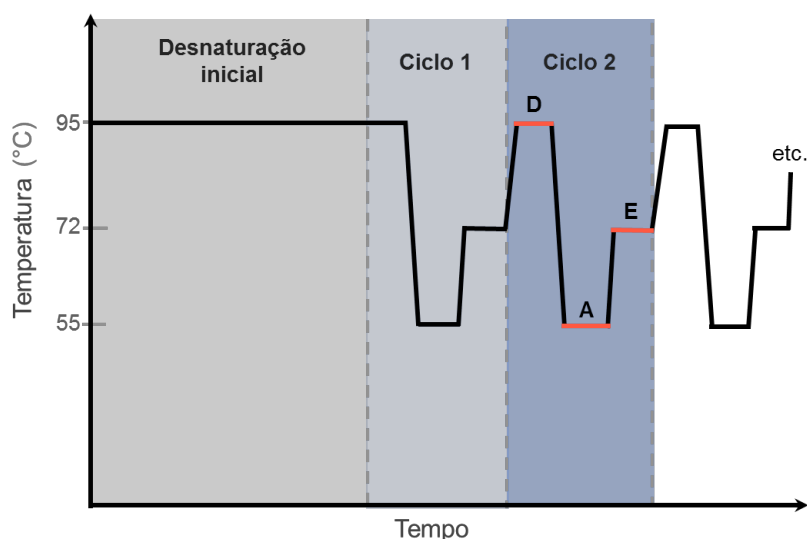 Desnaturação
inicial
Ciclo 1
Ciclo 2
D
95
etc.
E
72
A
55
Temperatura (°C)
Tempo